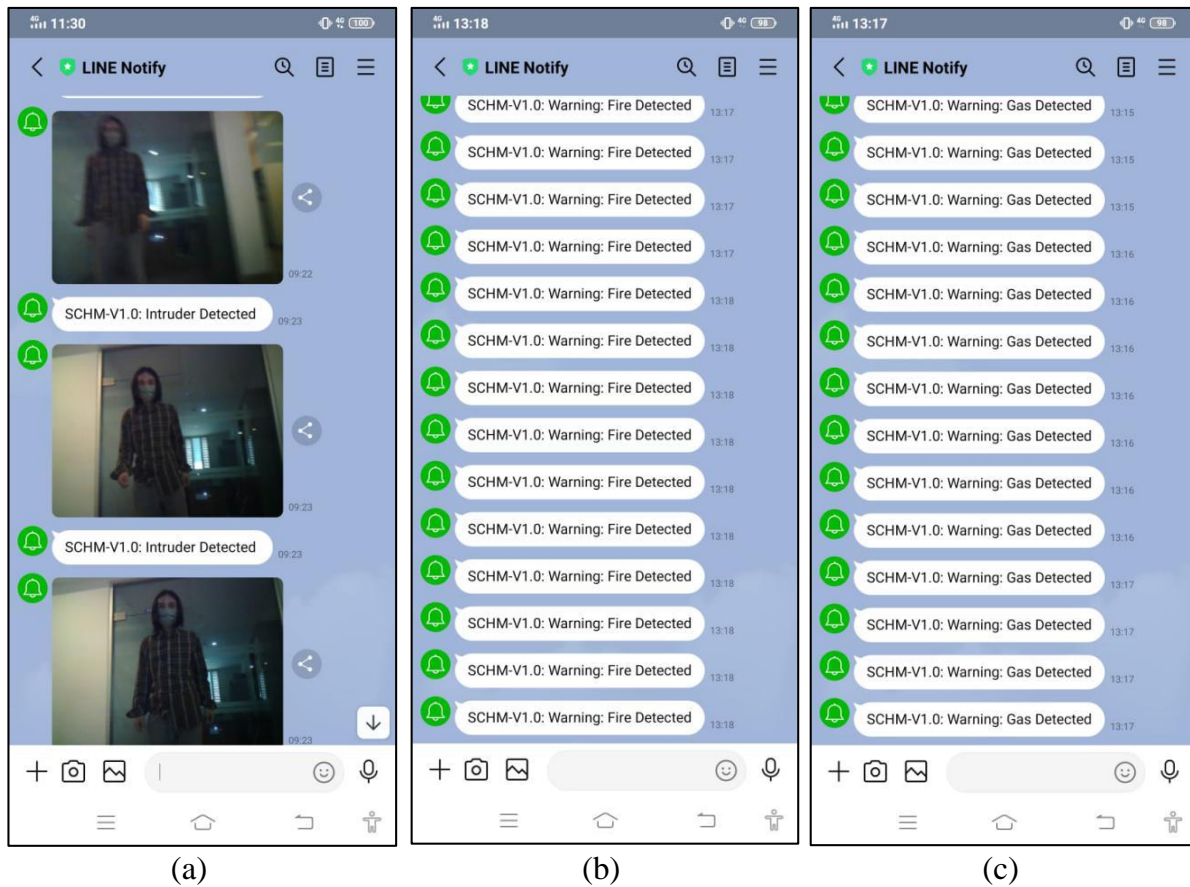 4G 11:30
4G 100
LINE Notify
09:22
SCHM-V1.0: Intruder Detected
09:23
09:23
SCHM-V1.0: Intruder Detected
09:23
09:23
(a)
4G 13:18
4G 98
LINE Notify
SCHM-V1.0: Warning: Fire Detected
13:17
SCHM-V1.0: Warning: Fire Detected
13:17
SCHM-V1.0: Warning: Fire Detected
13:17
SCHM-V1.0: Warning: Fire Detected
13:17
SCHM-V1.0: Warning: Fire Detected
13:18
SCHM-V1.0: Warning: Fire Detected
13:18
SCHM-V1.0: Warning: Fire Detected
13:18
SCHM-V1.0: Warning: Fire Detected
13:18
SCHM-V1.0: Warning: Fire Detected
13:18
SCHM-V1.0: Warning: Fire Detected
13:18
SCHM-V1.0: Warning: Fire Detected
13:18
SCHM-V1.0: Warning: Fire Detected
13:18
SCHM-V1.0: Warning: Fire Detected
13:18
SCHM-V1.0: Warning: Fire Detected
13:18
(b)
4G 13:17
4G 98
LINE Notify
SCHM-V1.0: Warning: Gas Detected
13:15
SCHM-V1.0: Warning: Gas Detected
13:15
SCHM-V1.0: Warning: Gas Detected
13:15
SCHM-V1.0: Warning: Gas Detected
13:16
SCHM-V1.0: Warning: Gas Detected
13:16
SCHM-V1.0: Warning: Gas Detected
13:16
SCHM-V1.0: Warning: Gas Detected
13:16
SCHM-V1.0: Warning: Gas Detected
13:16
SCHM-V1.0: Warning: Gas Detected
13:16
SCHM-V1.0: Warning: Gas Detected
13:16
SCHM-V1.0: Warning: Gas Detected
13:17
SCHM-V1.0: Warning: Gas Detected
13:17
SCHM-V1.0: Warning: Gas Detected
13:17
SCHM-V1.0: Warning: Gas Detected
13:17
(c)